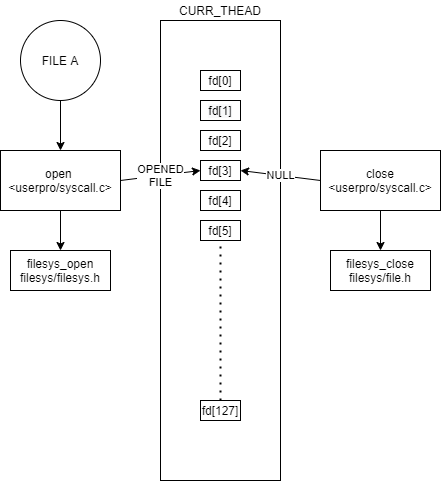 CURR_THEAD
FILE A
fd[0]
fd[1]
fd[2]
open
<userpro/syscall.c>
OPENED
FILE
fd[3]
NULL
close
<userpro/syscall.c>
fd[4]
fd[5]
filesys_open
filesys/filesys.h
filesys_close
filesys/file.h
fd[127]